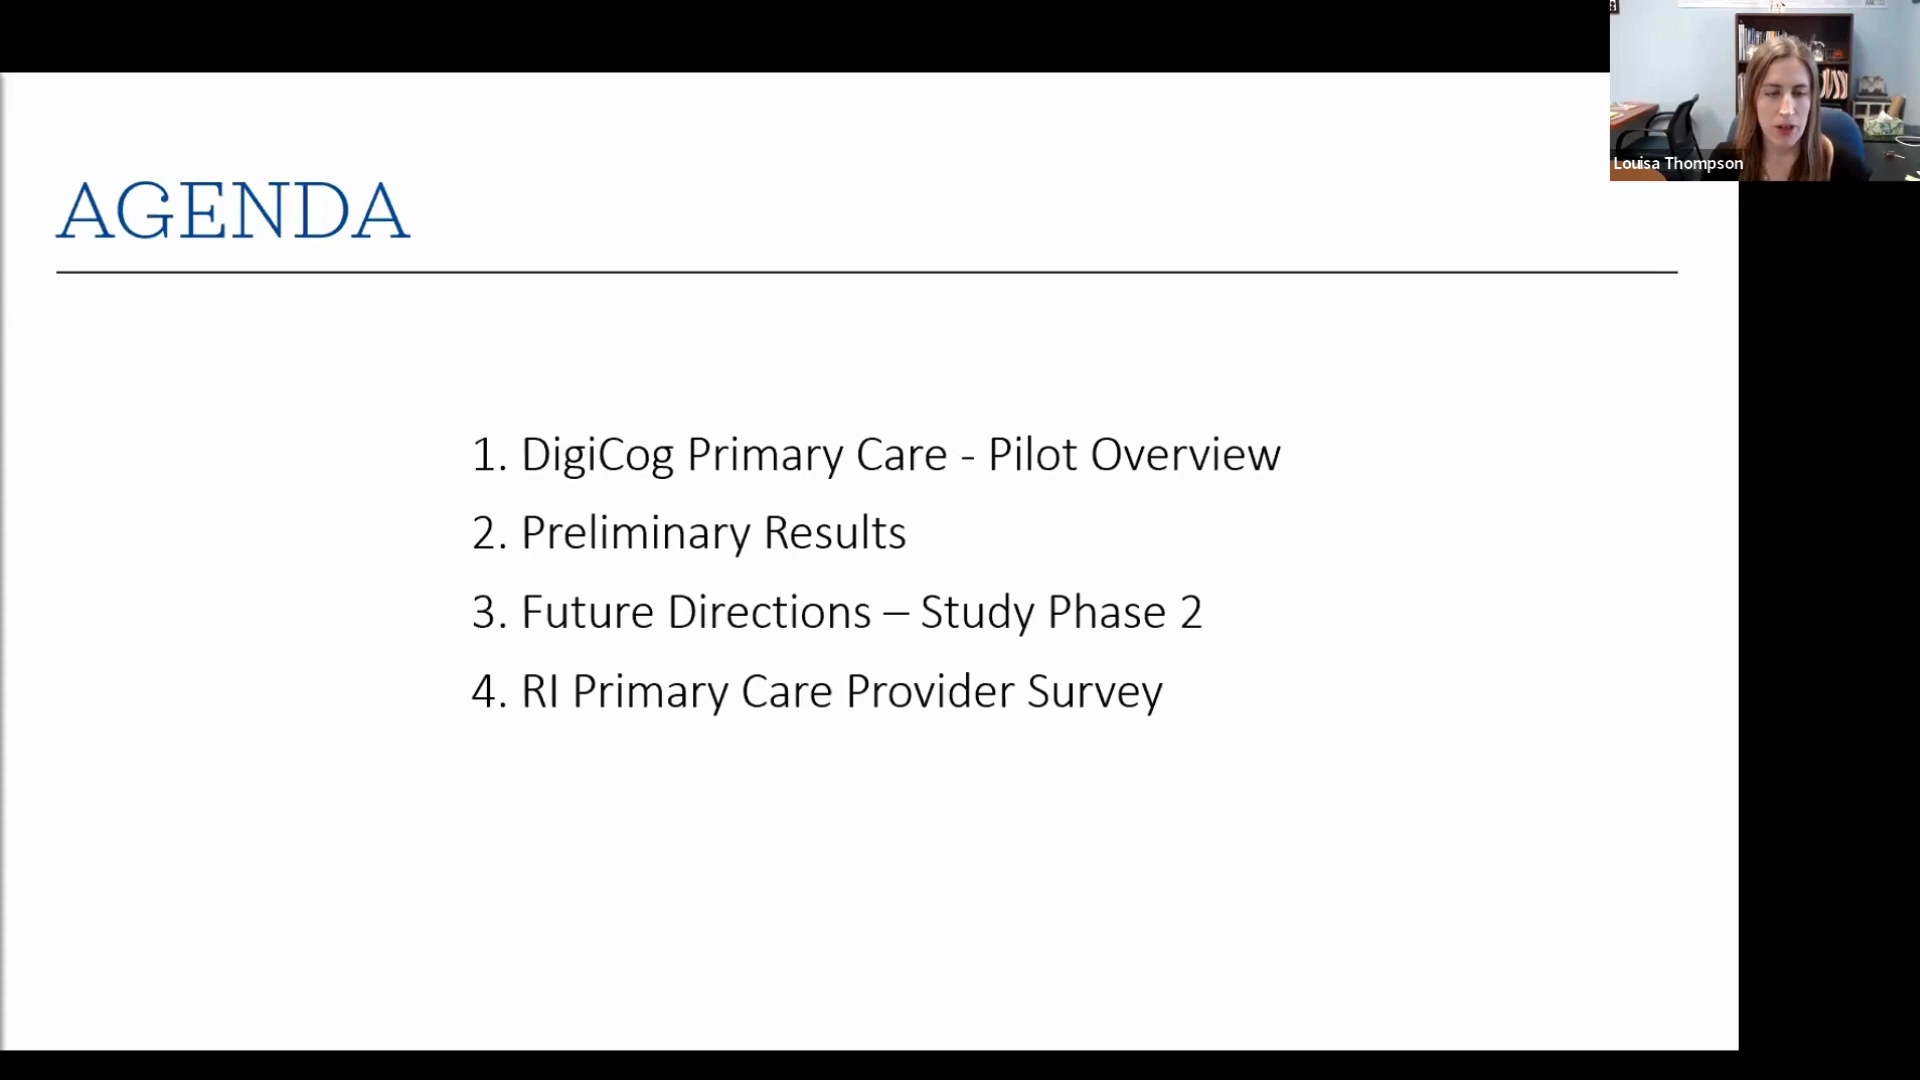 Louisa Thompson
AGENDA
1. DigiCog Primary Care - Pilot Overview
2. Preliminary Results
3. Future Directions – Study Phase 2
4. RI Primary Care Provider Survey